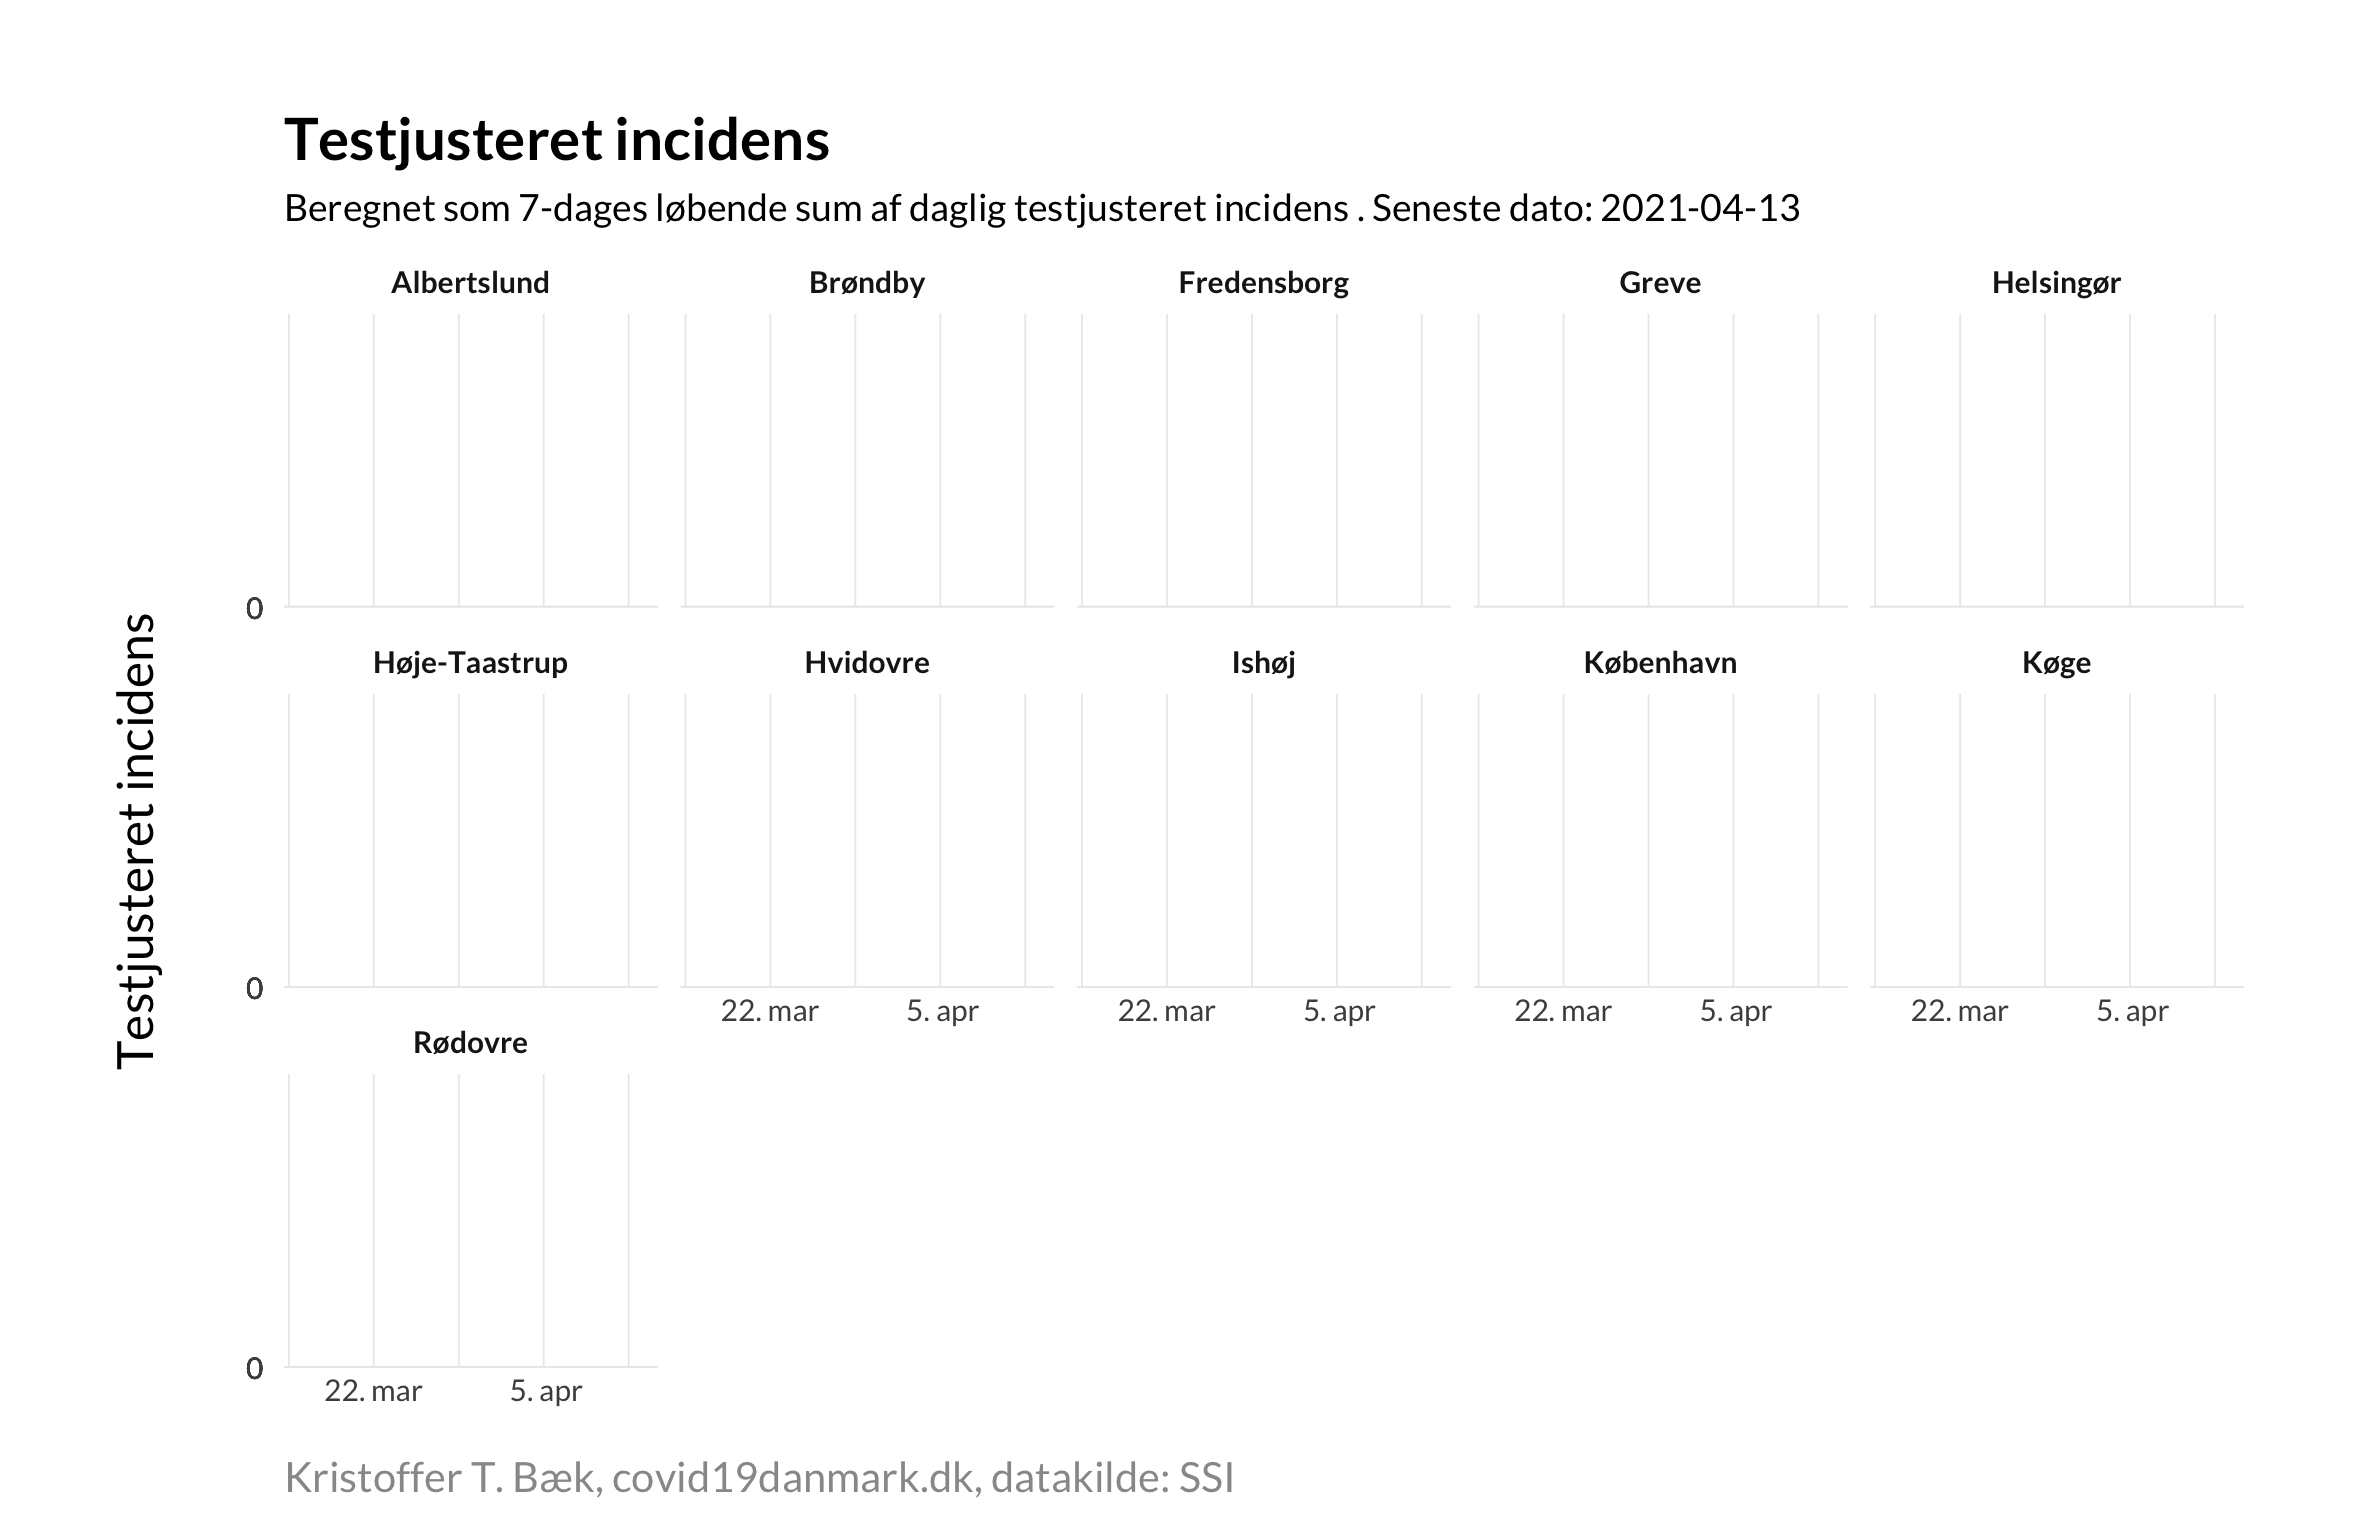 Testjusteret incidens
Beregnet som 7-dages løbende sum af daglig testjusteret incidens . Seneste dato: 2021-04-13
Albertslund Brøndby Fredensborg Greve Helsingør
0
Høje-Taastrup Hvidovre Ishøj København Køge
0
22. mar 5. apr 22. mar 5. apr 22. mar 5. apr 22. mar 5. apr
Rødovre
0
22. mar 5. apr
Testjusteret incidens
Kristoffer T. Bæk, covid19danmark.dk, datakilde: SSI